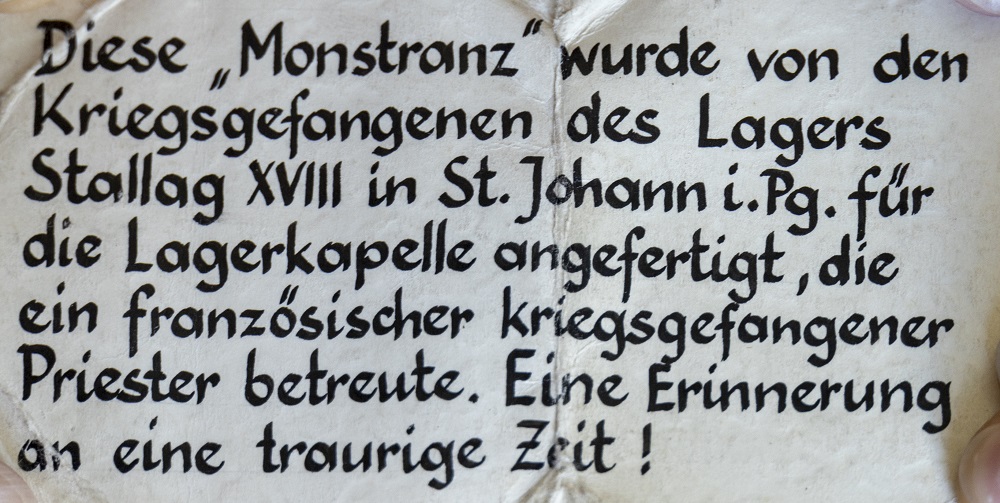 Diese „Monstranz" wurde von den
Kriegsgefangenen des Lagers
Stallag XVIII in St. Johann i. Pg. für
die Lagerkapelle angefertigt, die
ein französischer kriegsgefangener
Priester betreute. Eine Erinnerung
an eine traurige Zeit !